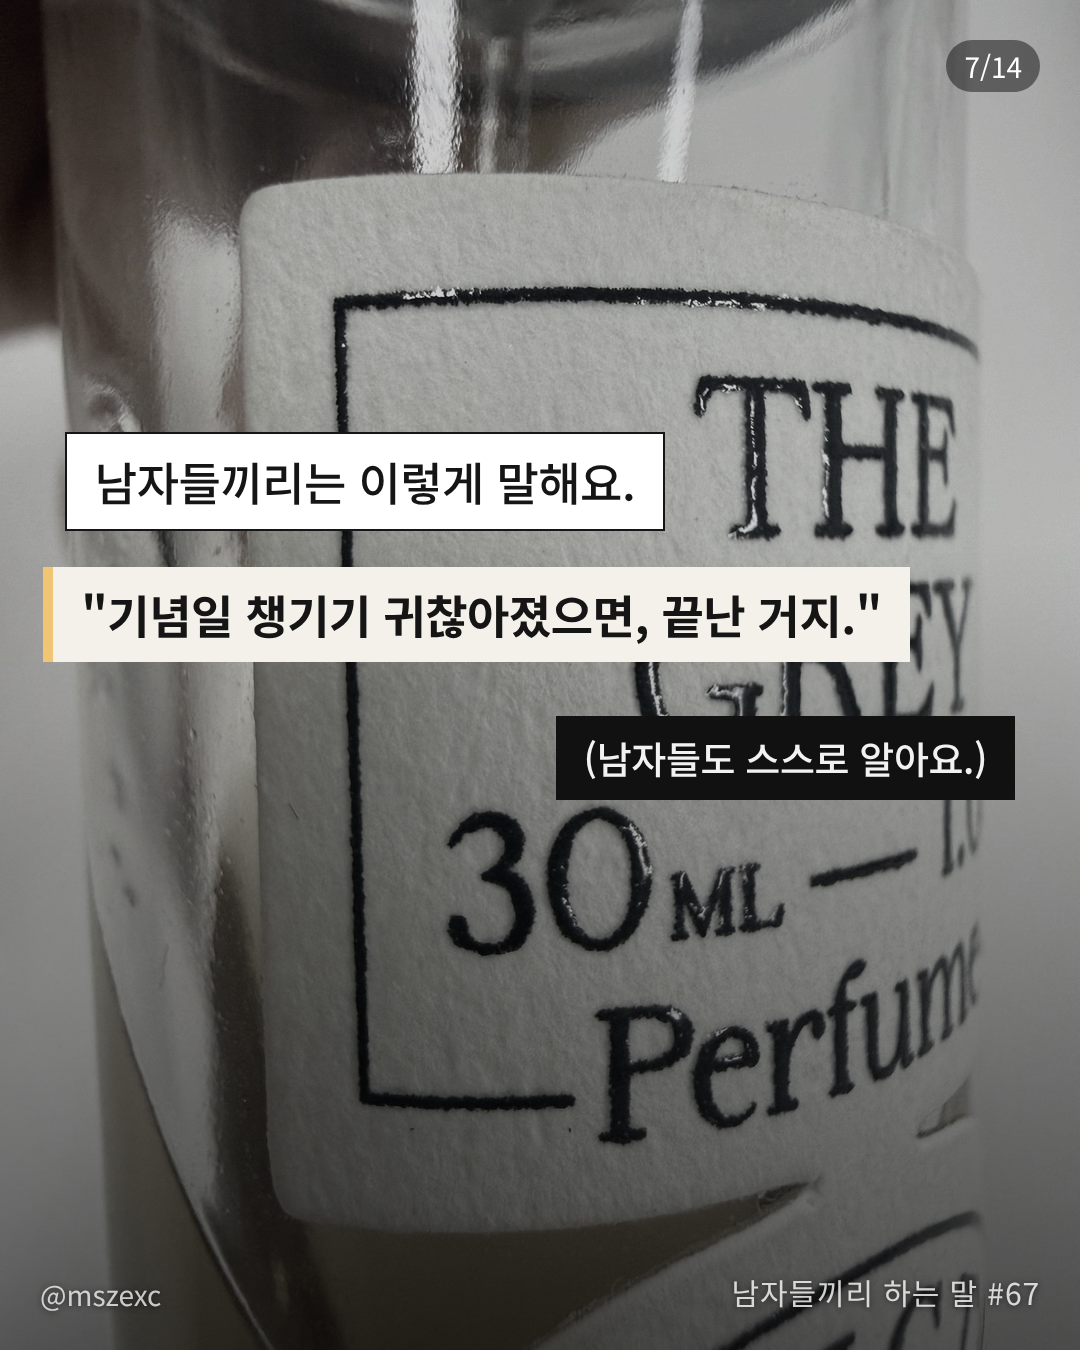 7/14
THE
남자들끼리는 이렇게 말해요.
"기념일 챙기기 귀찮아졌으면, 끝난 거지."
GREY
(남자들도 스스로 알아요.)
30 ML —
Perfume
@mszexc
남자들끼리 하는 말 #67